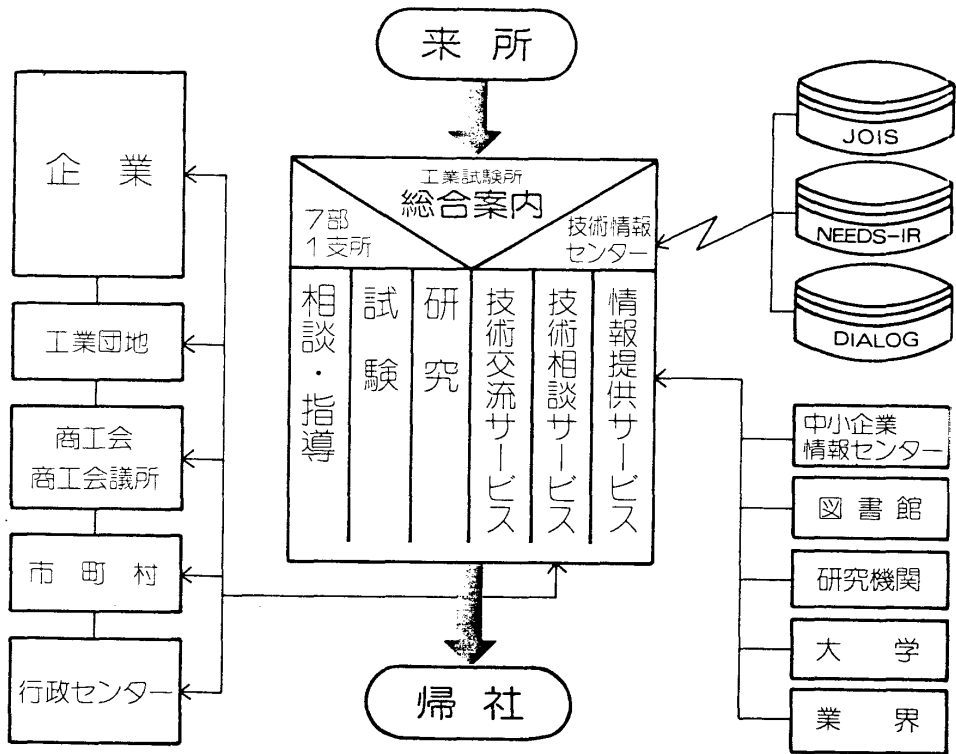 来所
企業
工業団地
商工会
商工会議所
市町村
行政センター
工業試験所
総合案内
7部
1支所
技術情報
センター
相談・指導
試験
研究
技術交流サービス
技術相談サービス
情報提供サービス
帰社
JOIS
NEEDS-IR
DIALOG
中小企業
情報センター
図書館
研究機関
大学
業界